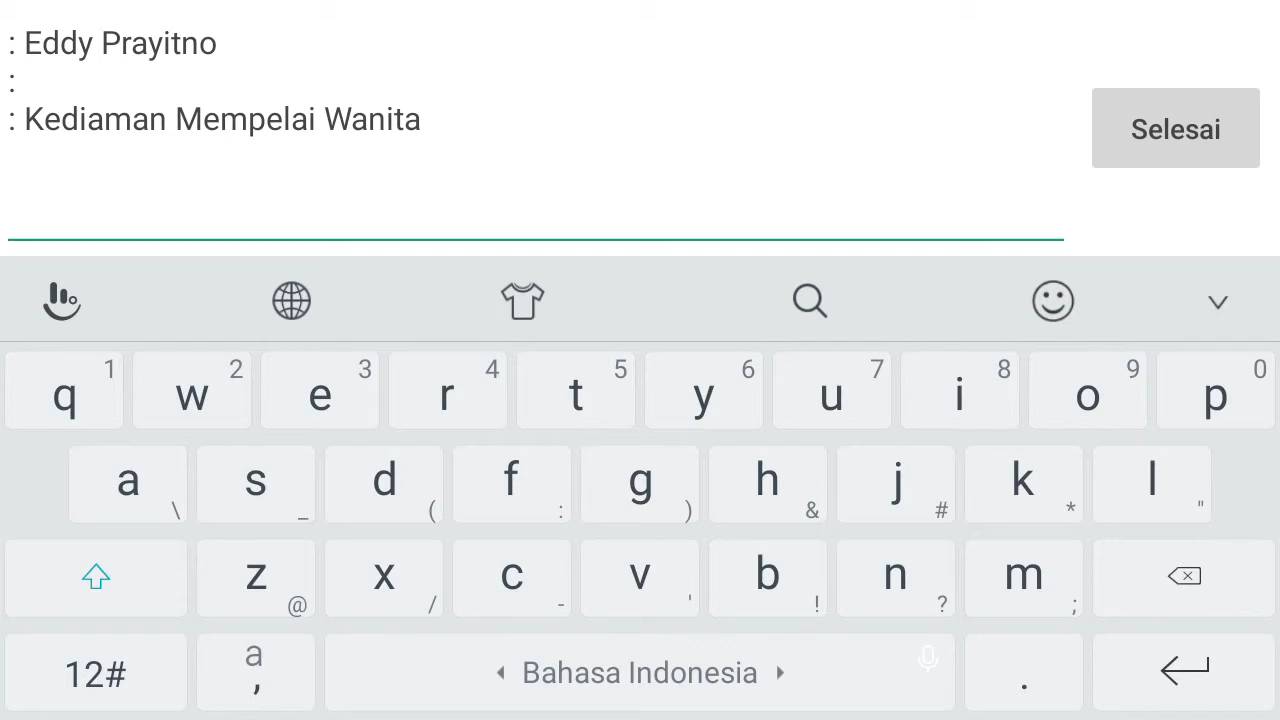 : Eddy Prayitno
:
: Kediaman Mempelai Wanita
Selesai
q 1 w 2 e 3 r 4 t 5 y 6 u 7 i 8 o 9 p 0
a \ s _ d ( f : g ) h & j # k * l "
z @ x / c - v ' b ! n ? m ;
12# a , Bahasa Indonesia .